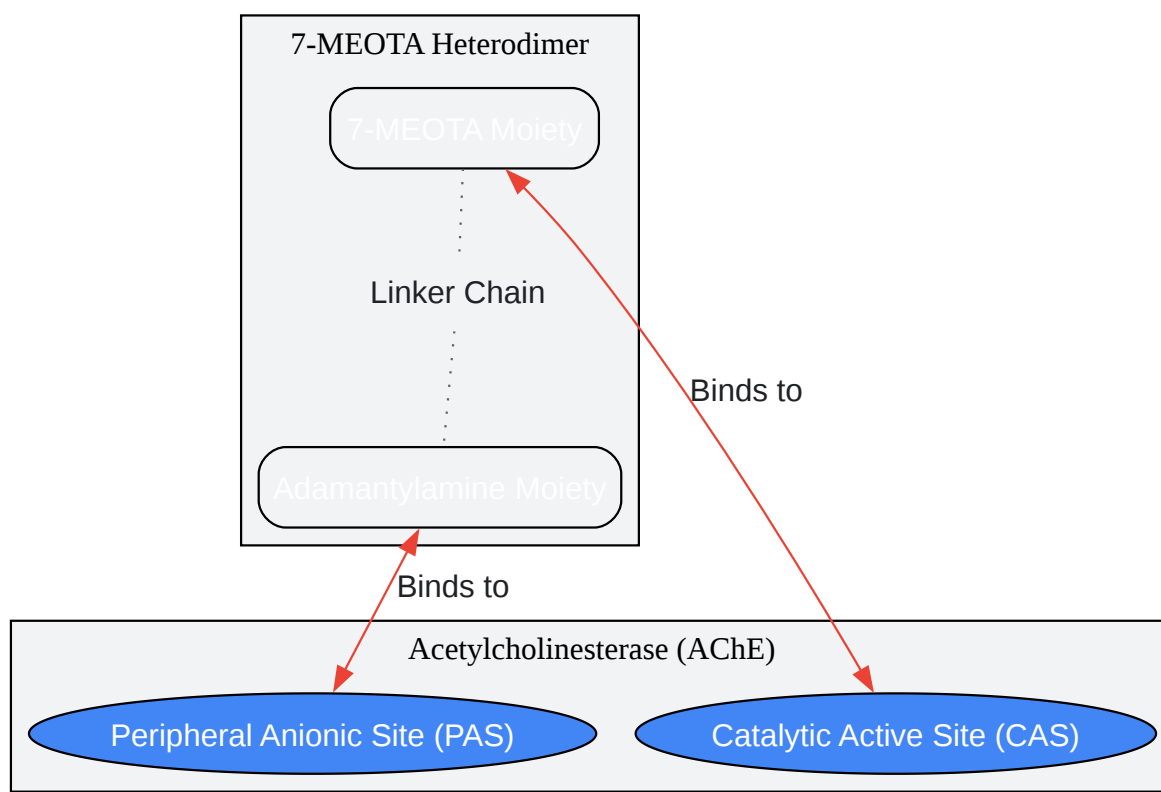 7-MEOTA Heterodimer
7-MEOTA Moiety
Linker Chain
Binds to
Adamantylamine Moiety
Binds to
Acetylcholinesterase (AChE)
Peripheral Anionic Site (PAS)
Catalytic Active Site (CAS)